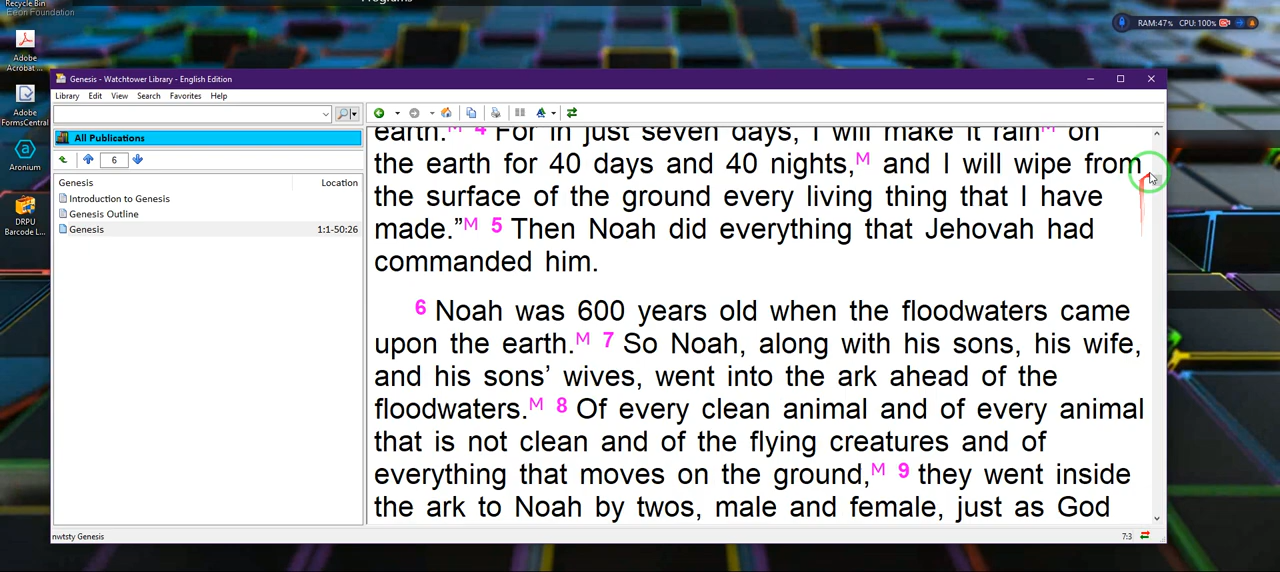 Recycle Bin
Eeon Foundation
Adobe
Acrobat ...
Adobe
FormsCentral
Aronium
DRPU
Barcode L...
RAM:47% CPU:100%
Genesis - Watchtower Library - English Edition
Library Edit View Search Favorites Help
All Publications
6
Genesis Location
Introduction to Genesis
Genesis Outline
Genesis 1:1-50:26
earth.ᴹ 4 For in just seven days, I will make it rainᴹ on
the earth for 40 days and 40 nights,ᴹ and I will wipe from
the surface of the ground every living thing that I have
made.”ᴹ 5 Then Noah did everything that Jehovah had
commanded him.
6 Noah was 600 years old when the floodwaters came
upon the earth.ᴹ 7 So Noah, along with his sons, his wife,
and his sons’ wives, went into the ark ahead of the
floodwaters.ᴹ 8 Of every clean animal and of every animal
that is not clean and of the flying creatures and of
everything that moves on the ground,ᴹ 9 they went inside
the ark to Noah by twos, male and female, just as God
nwtsty Genesis 7:3